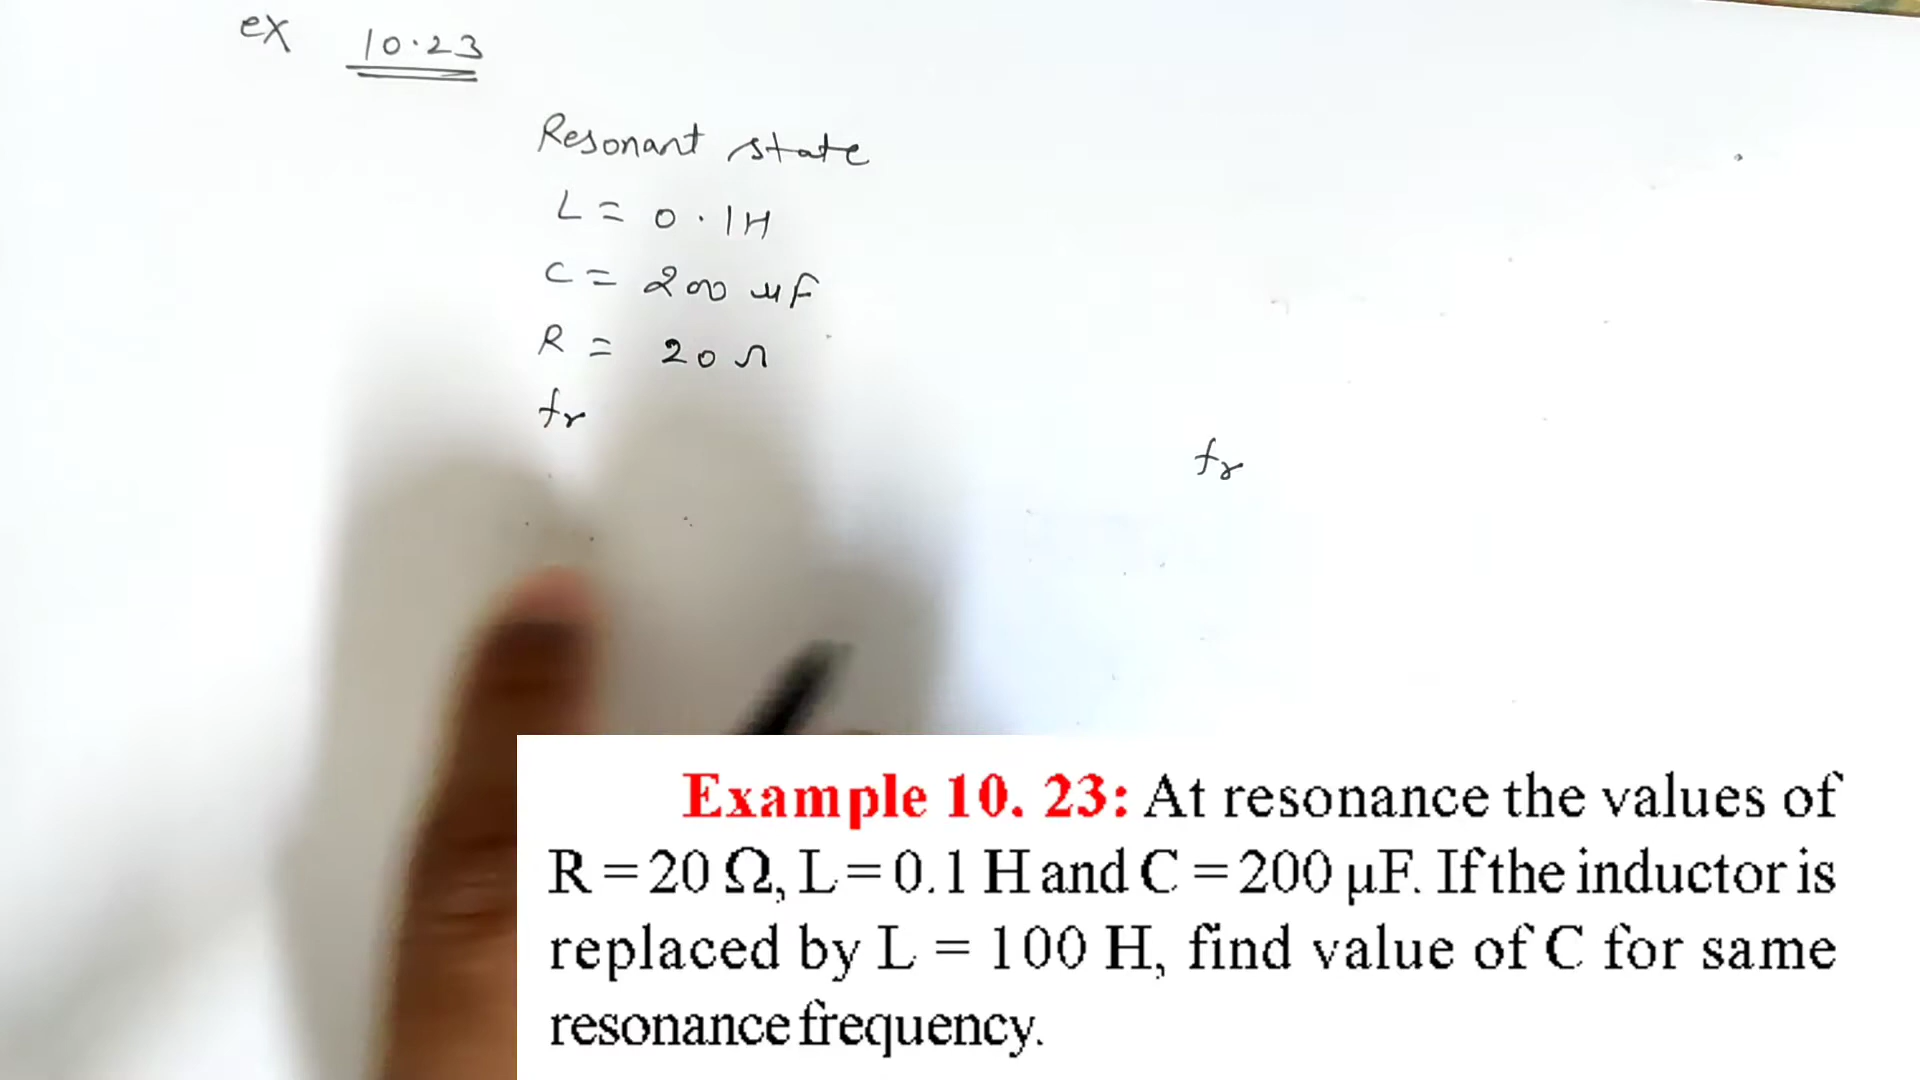 ex 10.23
Resonant state
L = 0.1H
C = 200 μF
R = 20 Ω
fr
fr
Example 10. 23: At resonance the values of
R = 20 Ω, L = 0.1 H and C = 200 μF. If the inductor is
replaced by L = 100 H, find value of C for same
resonance frequency.